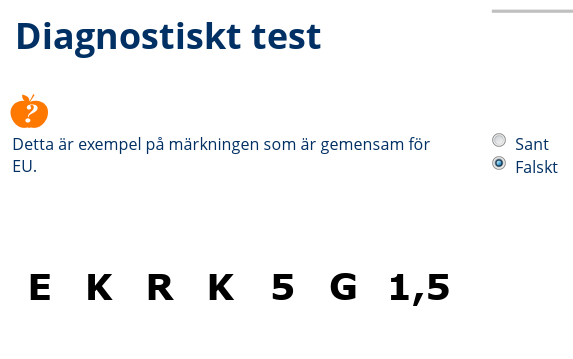 Diagnostiskt test
?
Detta är exempel på märkningen som är gemensam för
EU.
Sant
Falskt
E K R K 5 G 1,5